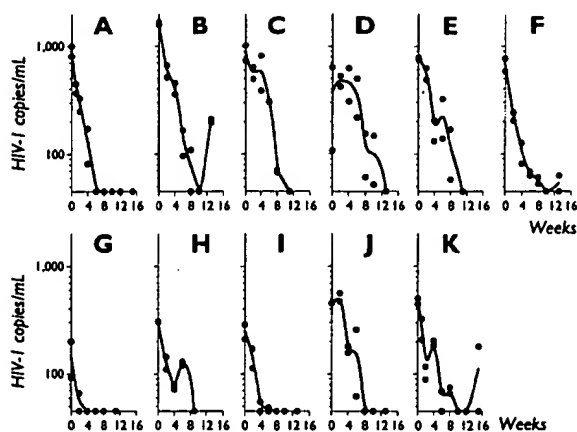 A B C D E F
HIV-1 copies/mL
1,000
100
0 4 8 12 16 0 4 8 12 16 0 4 8 12 16 0 4 8 12 16 0 4 8 12 16 0 4 8 12 16
Weeks
G H I J K
HIV-1 copies/mL
1,000
100
0 4 8 12 16 0 4 8 12 16 0 4 8 12 16 0 4 8 12 16 0 4 8 12 16 Weeks